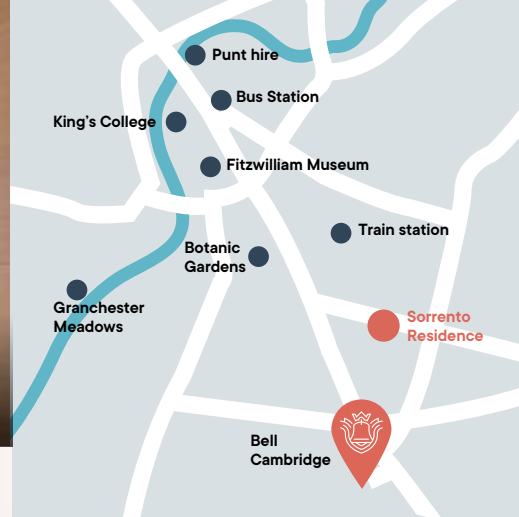 Punt hire
Bus Station
King's College
Fitzwilliam Museum
Train station
Botanic
Gardens
Granchester
Meadows
Sorrento
Residence
Bell
Cambridge